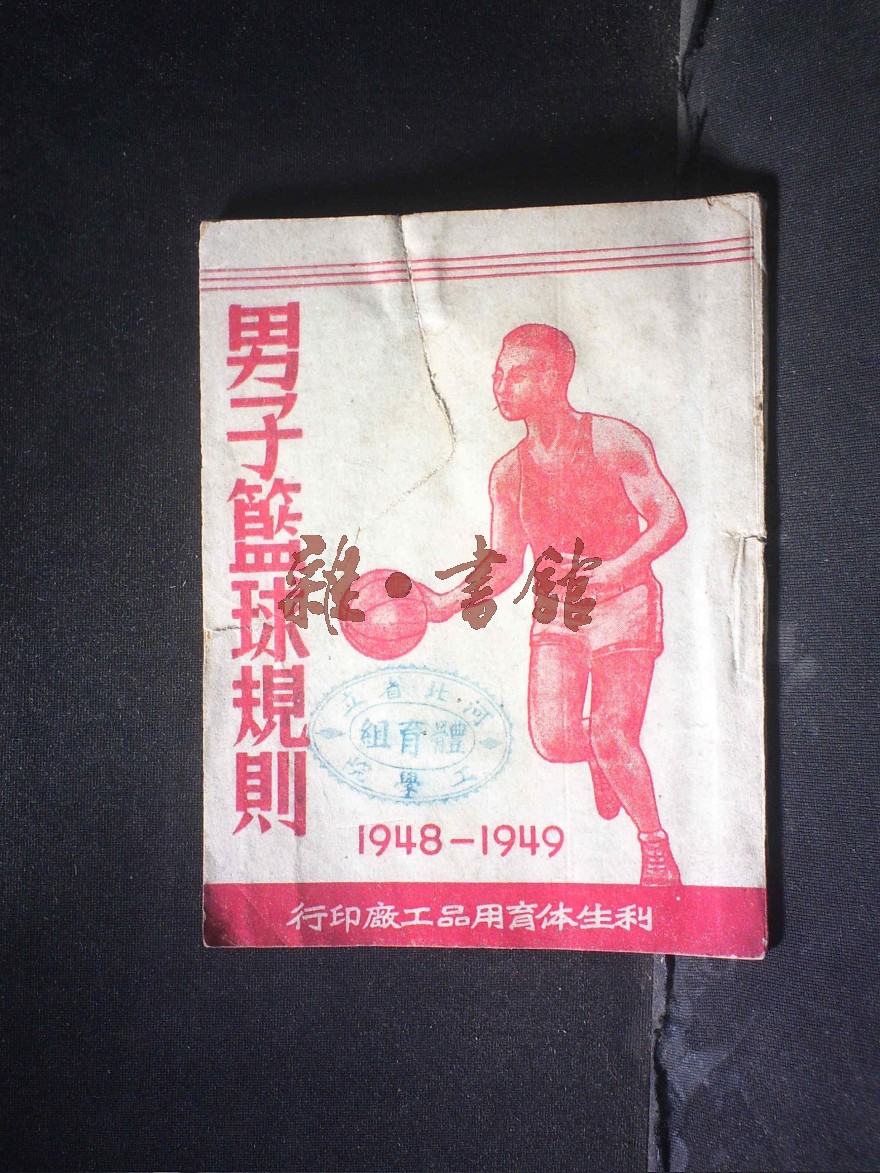 男子籃球規則
雜·書館
河北省立
體育組
工學院
1948-1949
利生体育用品工廠印行